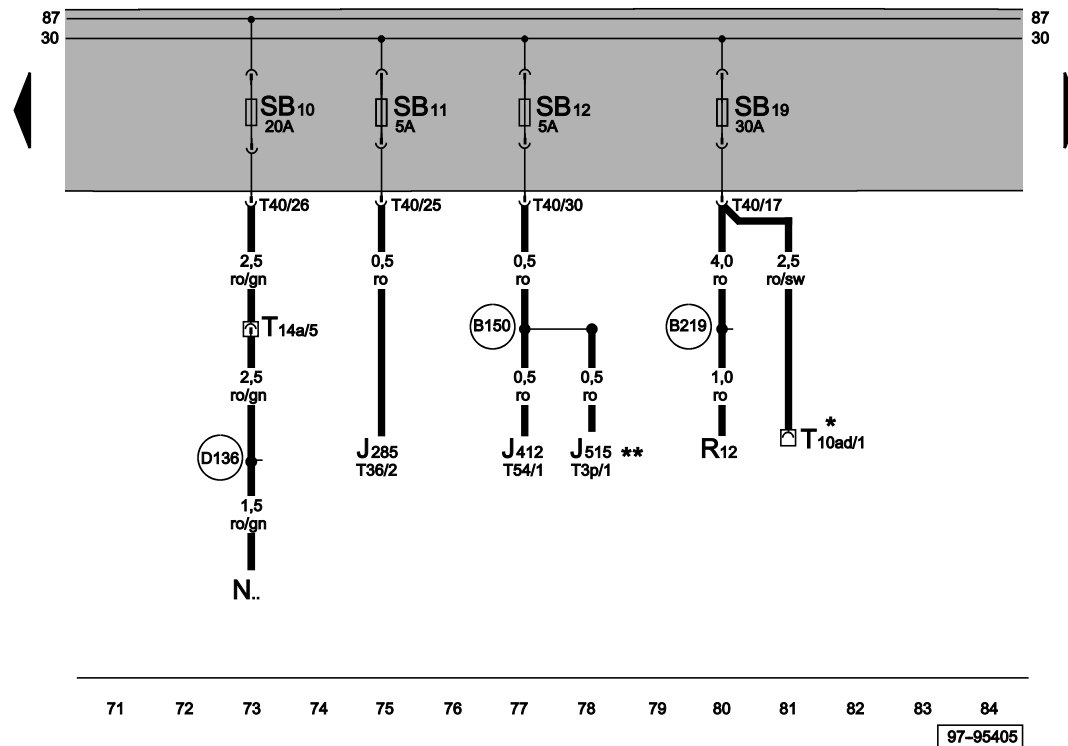 87 87
30 30
SB10 SB11 SB12 SB19
20A 5A 5A 30A
T40/26 T40/25 T40/30 T40/17
2,5 0,5 0,5 4,0 2,5
ro/gn ro ro ro ro/sw
T14a/5 B150 B219
2,5 0,5 0,5 1,0
ro/gn ro ro ro
*
T10ad/1
D136 J285 J412 J515 ** R12
T36/2 T54/1 T3p/1
1,5
ro/gn
N..
71 72 73 74 75 76 77 78 79 80 81 82 83 84
97-95405